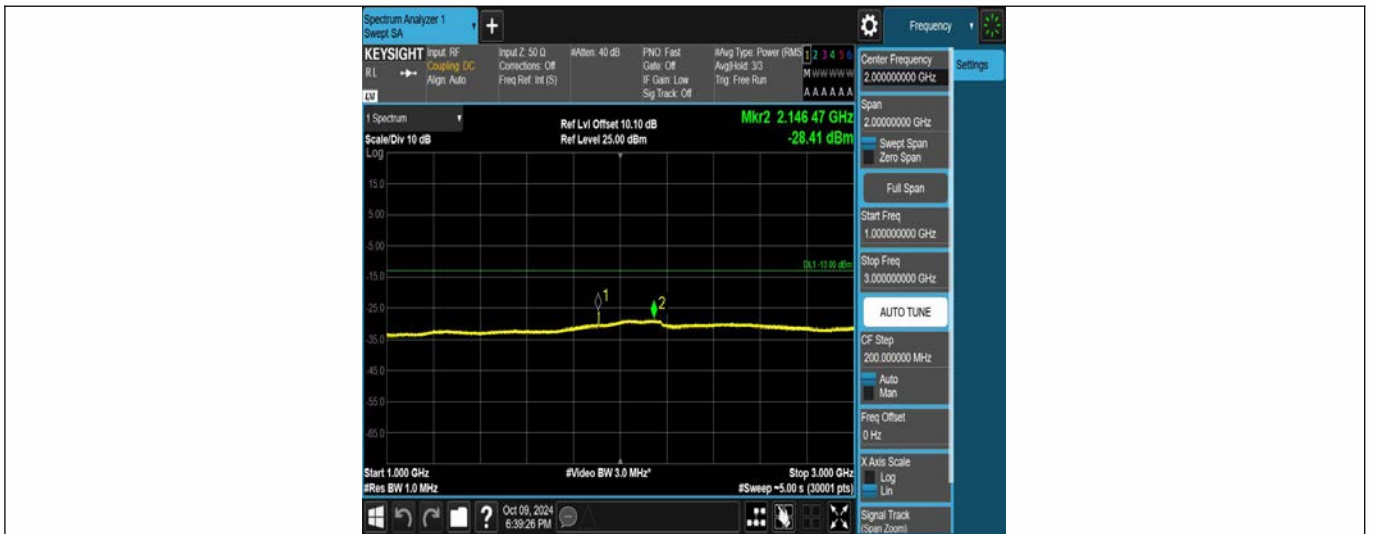 Spectrum Analyzer 1
Swept SA
+
Frequency
KEYSIGHT
RL
Input: RF
Coupling: DC
Align: Auto
Input Z: 50 Ω
Corrections: Off
Freq Ref: Int (S)
#Atten: 40 dB
PNO: Fast
Gate: Off
IF Gain: Low
Sig Track: Off
#Avg Type: Power (RMS
Avg|Hold: 3/3
Trig: Free Run
1 2 3 4 5 6
M W W W W W
A A A A A A
Center Frequency
2.000000000 GHz
Settings
Span
2.00000000 GHz
Swept Span
Zero Span
Full Span
Start Freq
1.000000000 GHz
Stop Freq
3.000000000 GHz
AUTO TUNE
CF Step
200.000000 MHz
Auto
Man
Freq Offset
0 Hz
X Axis Scale
Log
Lin
Signal Track
(Span Zoom)
1 Spectrum
Scale/Div 10 dB
Log
Ref Lvl Offset 10.10 dB
Ref Level 25.00 dBm
Mkr2 2.146 47 GHz
-28.41 dBm
15.0
5.00
-5.00
DL1 -13.00 dBm
-15.0
1
2
-25.0
-35.0
-45.0
-55.0
-65.0
Start 1.000 GHz
#Res BW 1.0 MHz
#Video BW 3.0 MHz*
Stop 3.000 GHz
#Sweep ~5.00 s (30001 pts)
?
Oct 09, 2024
6:39:26 PM